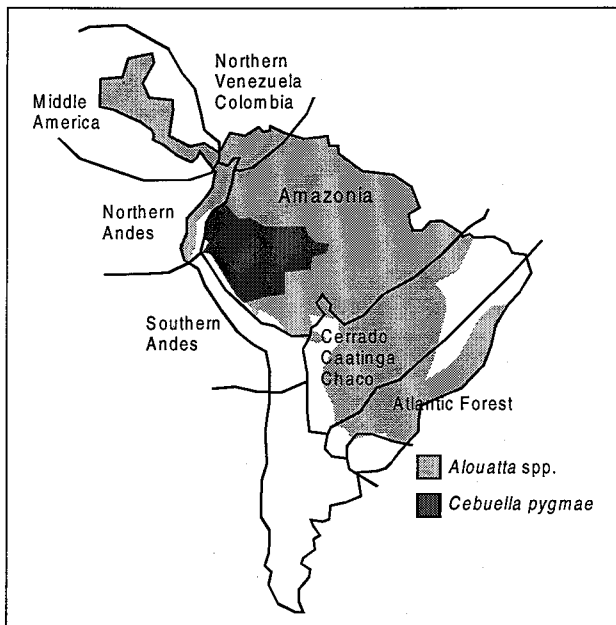 Northern
Venezuela
Colombia
Middle
America
Amazonia
Northern
Andes
Southern
Andes
Cerrado
Caatinga
Chaco
Atlantic Forest
Alouatta spp.
Cebuella pygmae